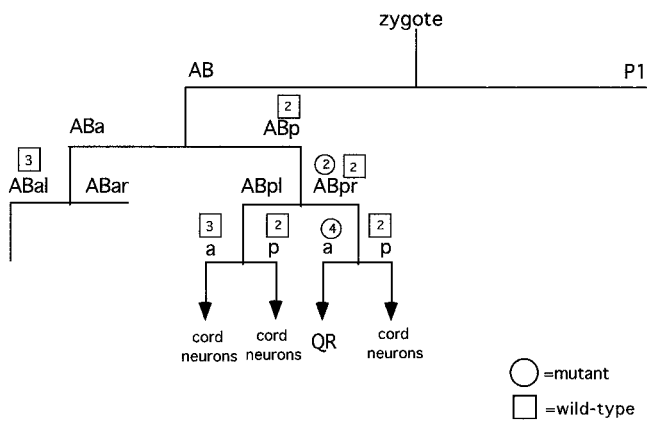 zygote
AB
P1
2
ABa
ABp
3
2 2
ABal ABar ABpl ABpr
3 2 4 2
a p a p
cord neurons
cord neurons
QR
cord neurons
=mutant
=wild-type